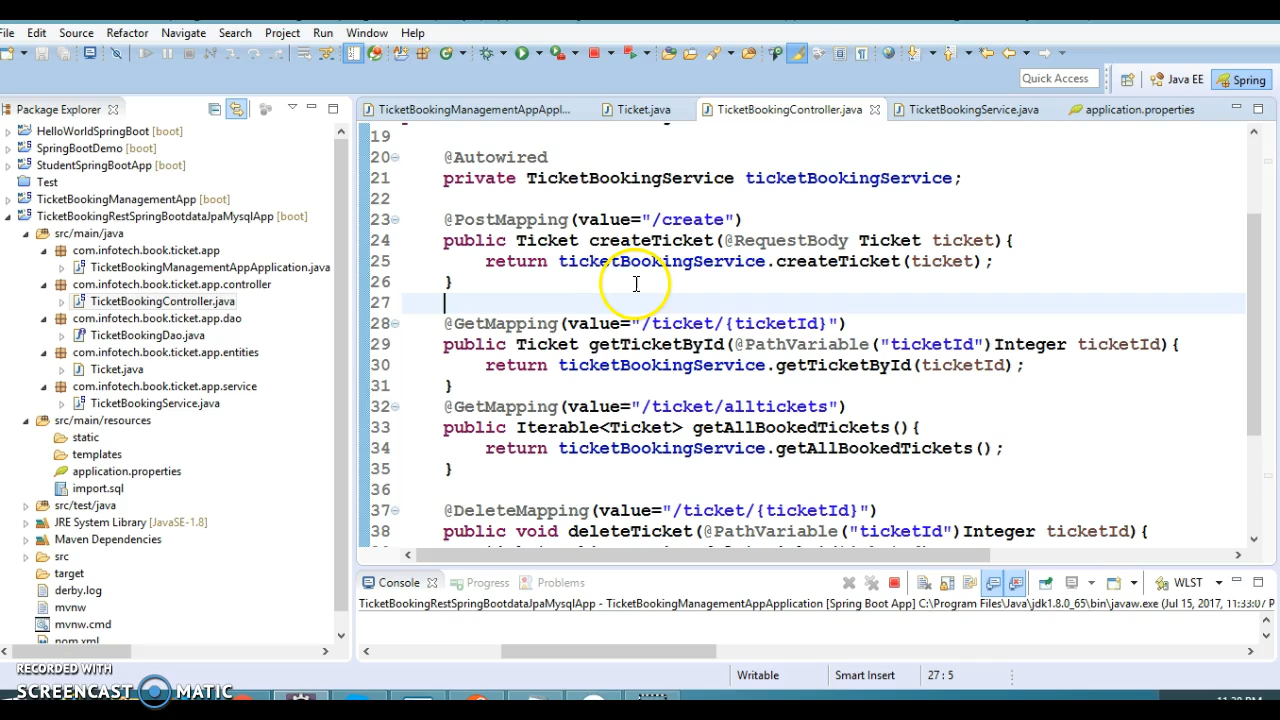 File Edit Source Refactor Navigate Search Project Run Window Help
Quick Access Java EE Spring
Package Explorer
HelloWorldSpringBoot [boot]
SpringBootDemo [boot]
StudentSpringBootApp [boot]
Test
TicketBookingManagementApp [boot]
TicketBookingRestSpringBootdataJpaMysqlApp [boot]
src/main/java
com.infotech.book.ticket.app
TicketBookingManagementAppApplication.java
com.infotech.book.ticket.app.controller
TicketBookingController.java
com.infotech.book.ticket.app.dao
TicketBookingDao.java
com.infotech.book.ticket.app.entities
Ticket.java
com.infotech.book.ticket.app.service
TicketBookingService.java
src/main/resources
static
templates
application.properties
import.sql
src/test/java
JRE System Library [JavaSE-1.8]
Maven Dependencies
src
target
derby.log
mvnw
mvnw.cmd
pom.xml
TicketBookingManagementAppAppl... Ticket.java TicketBookingController.java TicketBookingService.java application.properties
19
20 @Autowired
21 private TicketBookingService ticketBookingService;
22
23 @PostMapping(value="/create")
24 public Ticket createTicket(@RequestBody Ticket ticket){
25 return ticketBookingService.createTicket(ticket);
26 }
27
28 @GetMapping(value="/ticket/{ticketId}")
29 public Ticket getTicketById(@PathVariable("ticketId")Integer ticketId){
30 return ticketBookingService.getTicketById(ticketId);
31 }
32 @GetMapping(value="/ticket/alltickets")
33 public Iterable<Ticket> getAllBookedTickets(){
34 return ticketBookingService.getAllBookedTickets();
35 }
36
37 @DeleteMapping(value="/ticket/{ticketId}")
38 public void deleteTicket(@PathVariable("ticketId")Integer ticketId){
Console Progress Problems WLST
TicketBookingRestSpringBootdataJpaMysqlApp - TicketBookingManagementAppApplication [Spring Boot App] C:\Program Files\Java\jdk1.8.0_65\bin\javaw.exe (Jul 15, 2017, 11:33:07 P
Writable Smart Insert 27 : 5
RECORDED WITH
SCREENCAST MATIC